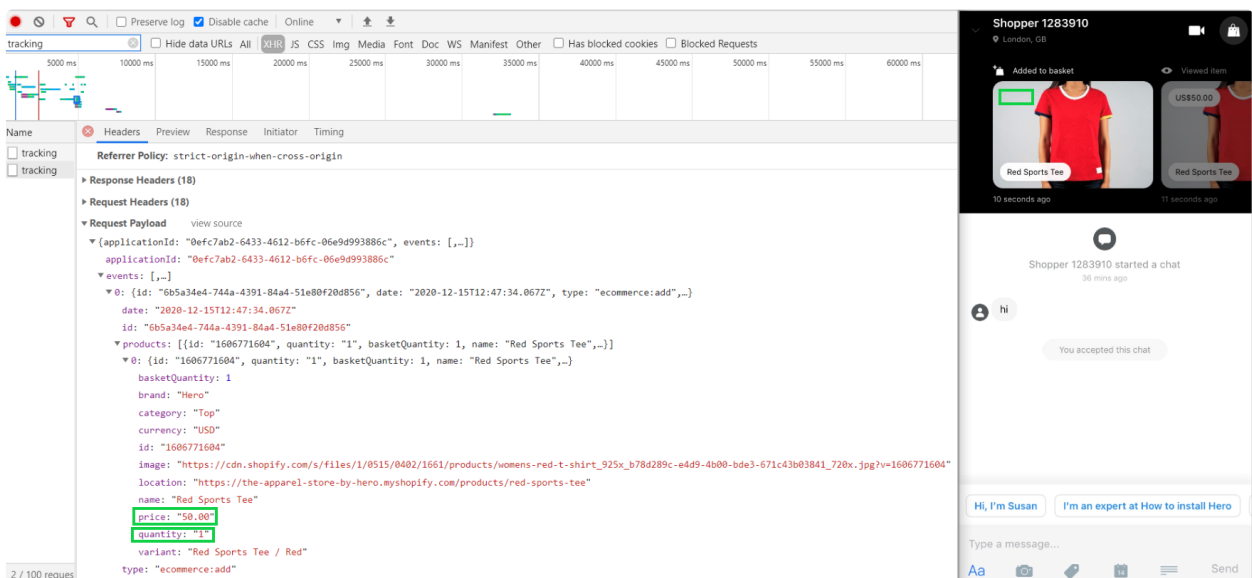 Preserve log Disable cache Online
tracking
Hide data URLs All XHR JS CSS Img Media Font Doc WS Manifest Other Has blocked cookies Blocked Requests
5000 ms 10000 ms 15000 ms 20000 ms 25000 ms 30000 ms 35000 ms 40000 ms 45000 ms 50000 ms 55000 ms 60000 ms
Name
tracking
tracking
2 / 100 reques
Headers Preview Response Initiator Timing
Referrer Policy: strict-origin-when-cross-origin
Response Headers (18)
Request Headers (18)
Request Payload view source
{applicationId: "0efc7ab2-6433-4612-b6fc-06e9d993886c", events: [,…]}
applicationId: "0efc7ab2-6433-4612-b6fc-06e9d993886c"
events: [,…]
0: {id: "6b5a34e4-744a-4391-84a4-51e80f20d856", date: "2020-12-15T12:47:34.067Z", type: "ecommerce:add",…}
date: "2020-12-15T12:47:34.067Z"
id: "6b5a34e4-744a-4391-84a4-51e80f20d856"
products: [{id: "1606771604", quantity: "1", basketQuantity: 1, name: "Red Sports Tee",…}]
0: {id: "1606771604", quantity: "1", basketQuantity: 1, name: "Red Sports Tee",…}
basketQuantity: 1
brand: "Hero"
category: "Top"
currency: "USD"
id: "1606771604"
image: "https://cdn.shopify.com/s/files/1/0515/0402/1661/products/womens-red-t-shirt_925x_b78d289c-e4d9-4b00-bde3-671c43b03841_720x.jpg?v=1606771604"
location: "https://the-apparel-store-by-hero.myshopify.com/products/red-sports-tee"
name: "Red Sports Tee"
price: "50.00"
quantity: "1"
variant: "Red Sports Tee / Red"
type: "ecommerce:add"
Shopper 1283910
London, GB
Added to basket Viewed item
US$50.00
Red Sports Tee Red Sports Tee
10 seconds ago 11 seconds ago
Shopper 1283910 started a chat
36 mins ago
hi
You accepted this chat
Hi, I'm Susan I'm an expert at How to install Hero
Type a message...
Aa 14 Send